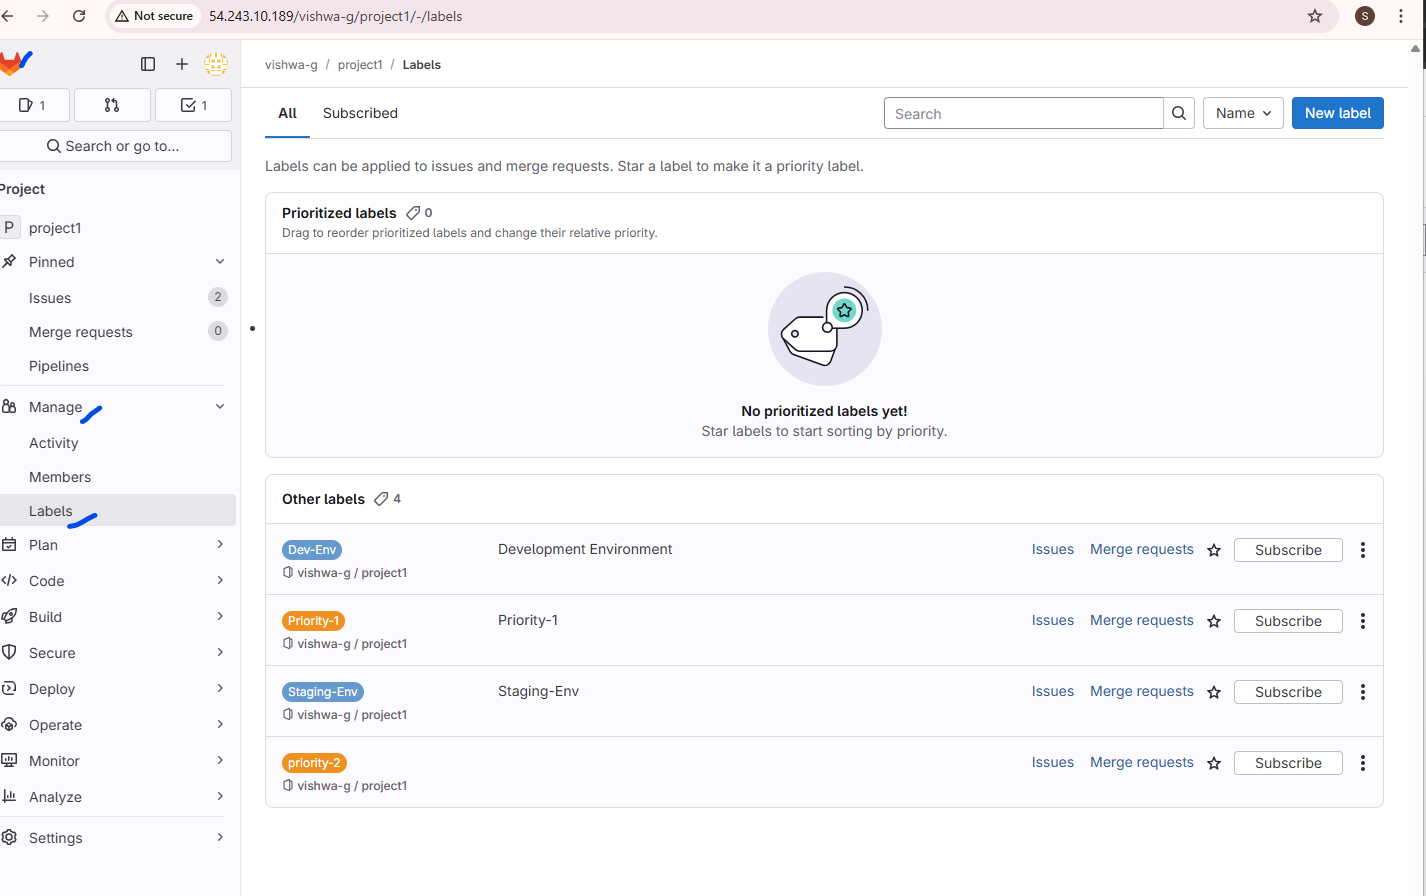 Not secure 54.243.10.189/vishwa-g/project1/-/labels
S
1
1
Search or go to...
Project
P project1
Pinned
Issues 2
Merge requests 0
Pipelines
Manage
Activity
Members
Labels
Plan
Code
Build
Secure
Deploy
Operate
Monitor
Analyze
Settings
vishwa-g / project1 / Labels
All Subscribed Search Name New label
Labels can be applied to issues and merge requests. Star a label to make it a priority label.
Prioritized labels 0
Drag to reorder prioritized labels and change their relative priority.
No prioritized labels yet!
Star labels to start sorting by priority.
Other labels 4
Dev-Env Development Environment Issues Merge requests Subscribe
vishwa-g / project1
Priority-1 Priority-1 Issues Merge requests Subscribe
vishwa-g / project1
Staging-Env Staging-Env Issues Merge requests Subscribe
vishwa-g / project1
priority-2 Issues Merge requests Subscribe
vishwa-g / project1